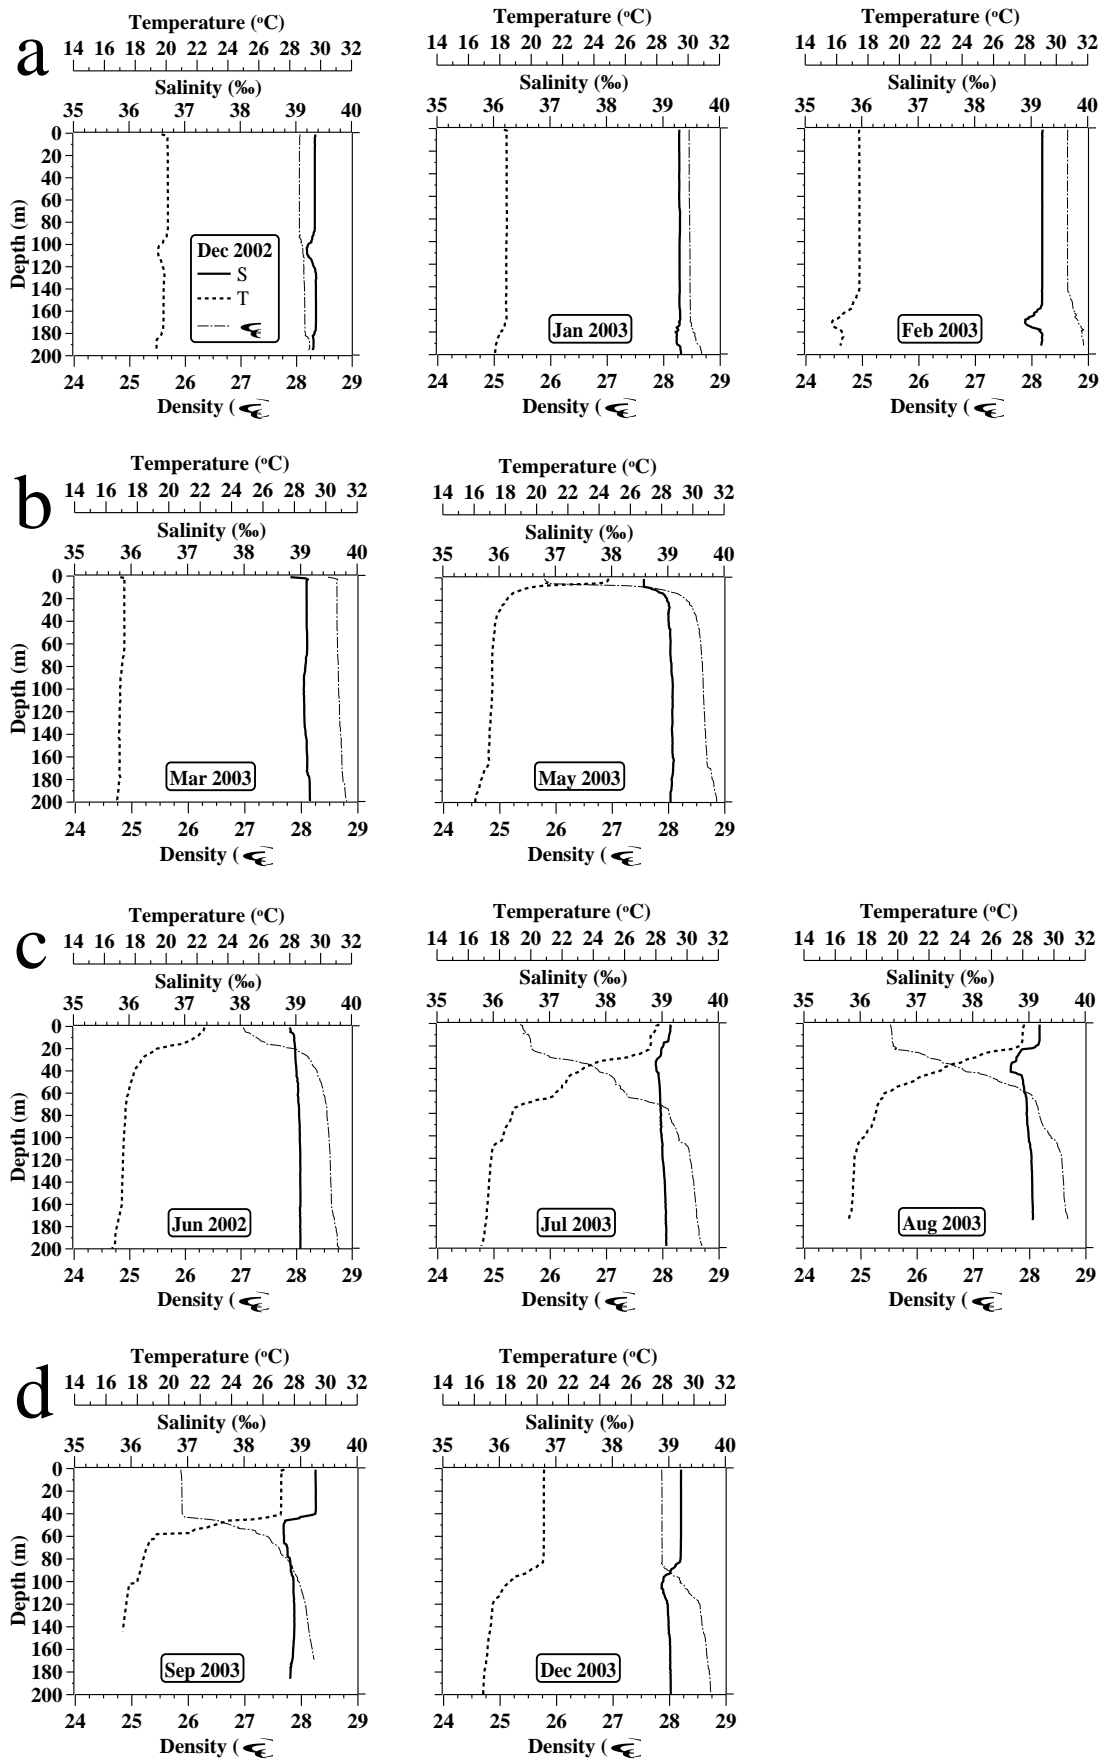 a
Temperature (°C)
14 16 18 20 22 24 26 28 30 32
Salinity (‰)
35 36 37 38 39 40
0
20
40
60
80
100
120
140
160
180
200
Depth (m)
Dec 2002
S
T
24 25 26 27 28 29
Density (
Temperature (°C)
14 16 18 20 22 24 26 28 30 32
Salinity (‰)
35 36 37 38 39 40
Jan 2003
24 25 26 27 28 29
Density (
Temperature (°C)
14 16 18 20 22 24 26 28 30 32
Salinity (‰)
35 36 37 38 39 40
Feb 2003
24 25 26 27 28 29
Density (
b
Temperature (°C)
14 16 18 20 22 24 26 28 30 32
Salinity (‰)
35 36 37 38 39 40
0
20
40
60
80
100
120
140
160
180
200
Depth (m)
Mar 2003
24 25 26 27 28 29
Density (
Temperature (°C)
14 16 18 20 22 24 26 28 30 32
Salinity (‰)
35 36 37 38 39 40
May 2003
24 25 26 27 28 29
Density (
c
Temperature (°C)
14 16 18 20 22 24 26 28 30 32
Salinity (‰)
35 36 37 38 39 40
0
20
40
60
80
100
120
140
160
180
200
Depth (m)
Jun 2002
24 25 26 27 28 29
Density (
Temperature (°C)
14 16 18 20 22 24 26 28 30 32
Salinity (‰)
35 36 37 38 39 40
Jul 2003
24 25 26 27 28 29
Density (
Temperature (°C)
14 16 18 20 22 24 26 28 30 32
Salinity (‰)
35 36 37 38 39 40
Aug 2003
24 25 26 27 28 29
Density (
d
Temperature (°C)
14 16 18 20 22 24 26 28 30 32
Salinity (‰)
35 36 37 38 39 40
0
20
40
60
80
100
120
140
160
180
200
Depth (m)
Sep 2003
24 25 26 27 28 29
Density (
Temperature (°C)
14 16 18 20 22 24 26 28 30 32
Salinity (‰)
35 36 37 38 39 40
Dec 2003
24 25 26 27 28 29
Density (